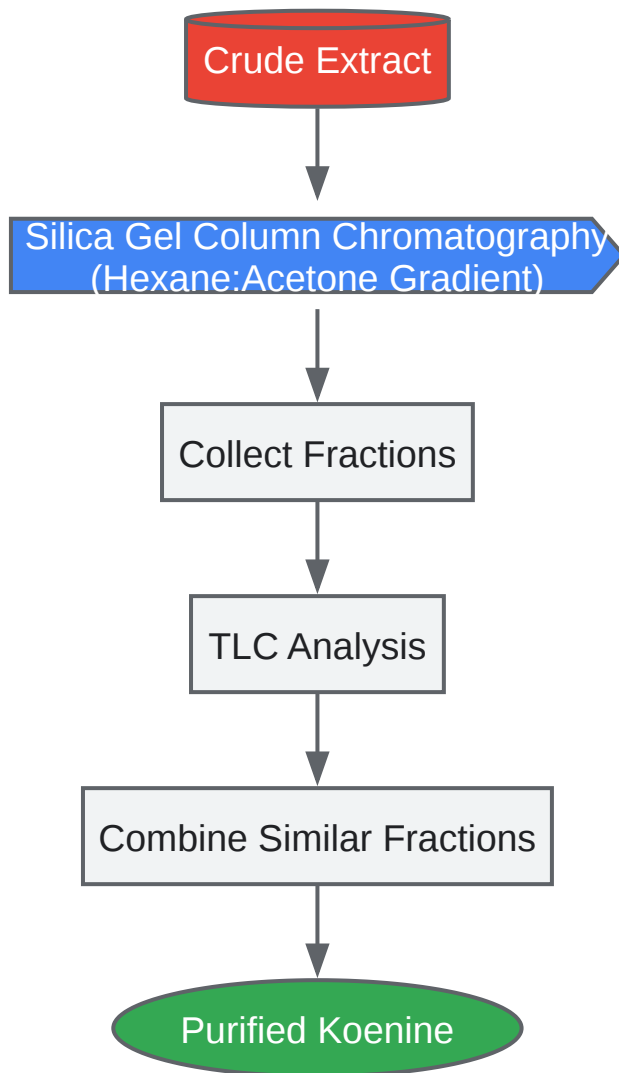 Crude Extract
Silica Gel Column Chromatography
(Hexane:Acetone Gradient)
Collect Fractions
TLC Analysis
Combine Similar Fractions
Purified Koenine